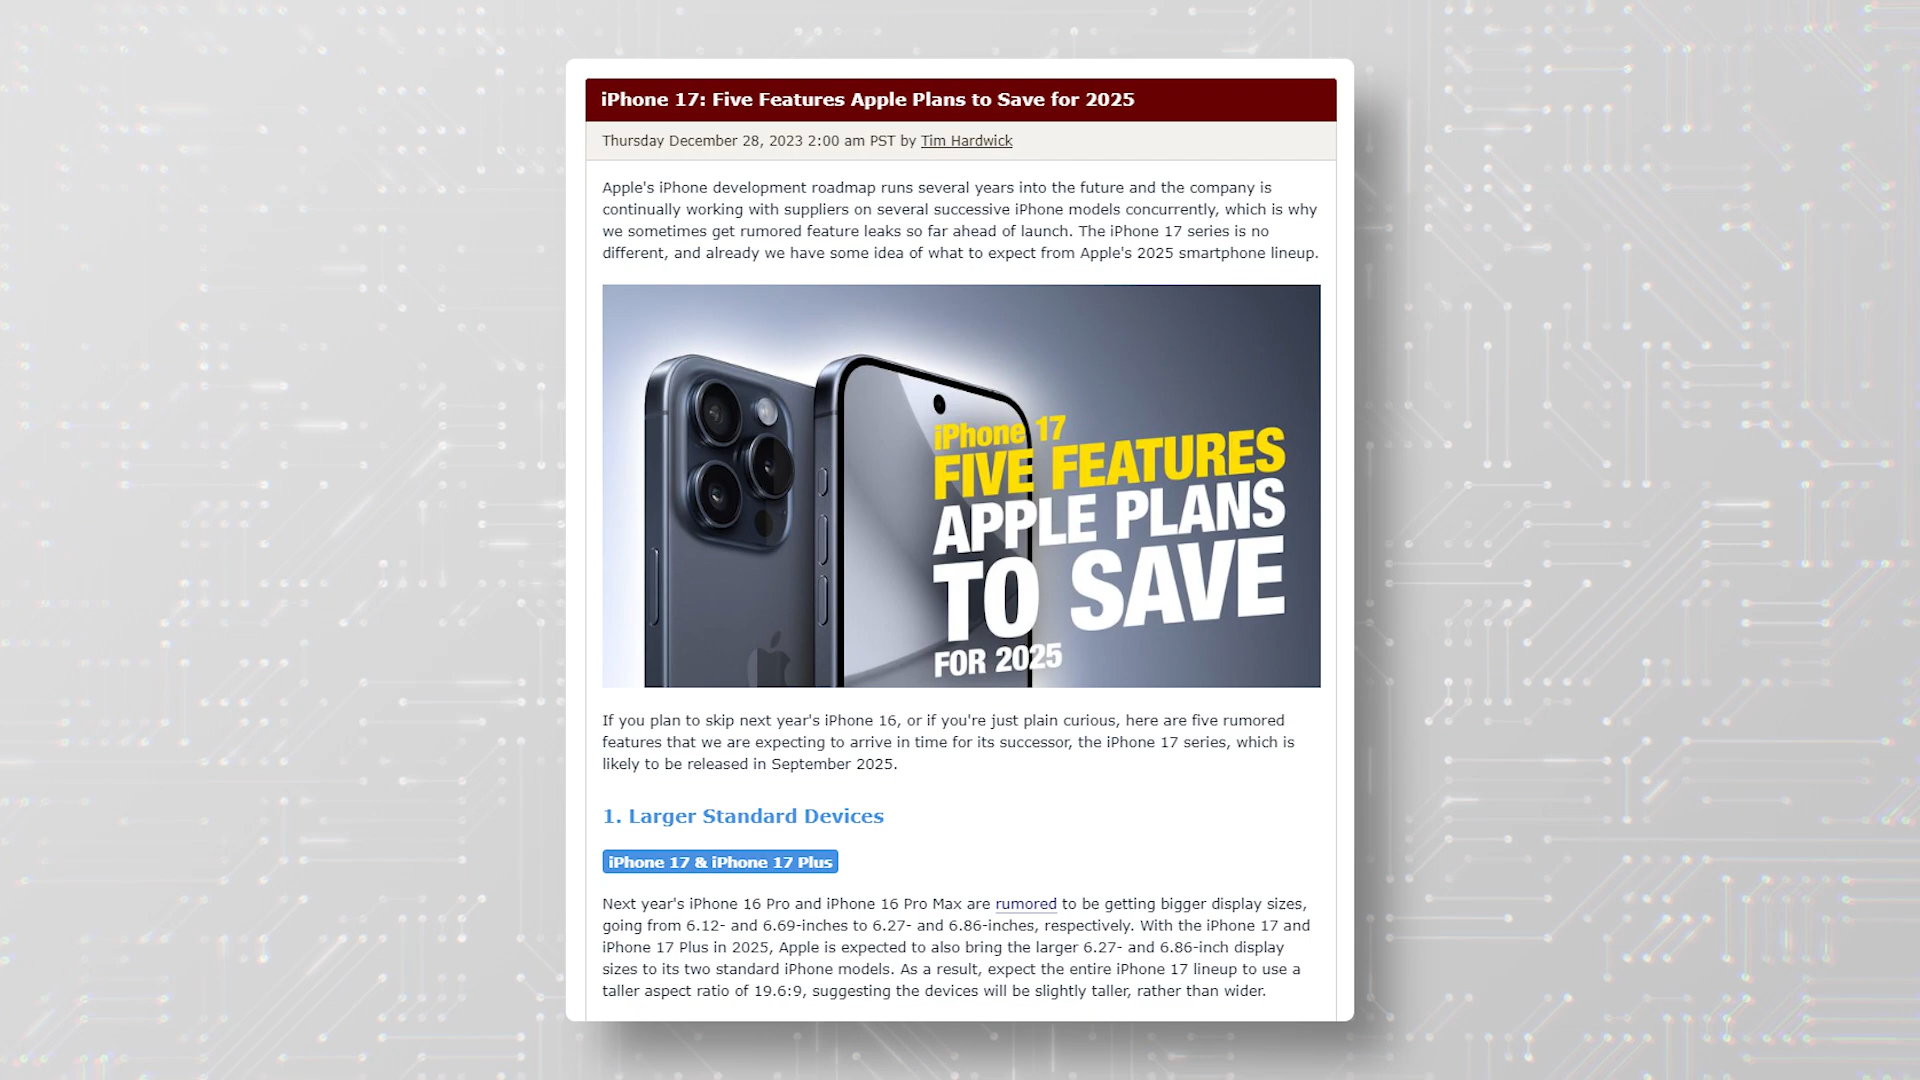 iPhone 17: Five Features Apple Plans to Save for 2025
Thursday December 28, 2023 2:00 am PST by Tim Hardwick
Apple's iPhone development roadmap runs several years into the future and the company is
continually working with suppliers on several successive iPhone models concurrently, which is why
we sometimes get rumored feature leaks so far ahead of launch. The iPhone 17 series is no
different, and already we have some idea of what to expect from Apple's 2025 smartphone lineup.
iPhone 17
FIVE FEATURES
APPLE PLANS
TO SAVE
FOR 2025
If you plan to skip next year's iPhone 16, or if you're just plain curious, here are five rumored
features that we are expecting to arrive in time for its successor, the iPhone 17 series, which is
likely to be released in September 2025.
1. Larger Standard Devices
iPhone 17 & iPhone 17 Plus
Next year's iPhone 16 Pro and iPhone 16 Pro Max are rumored to be getting bigger display sizes,
going from 6.12- and 6.69-inches to 6.27- and 6.86-inches, respectively. With the iPhone 17 and
iPhone 17 Plus in 2025, Apple is expected to also bring the larger 6.27- and 6.86-inch display
sizes to its two standard iPhone models. As a result, expect the entire iPhone 17 lineup to use a
taller aspect ratio of 19.6:9, suggesting the devices will be slightly taller, rather than wider.